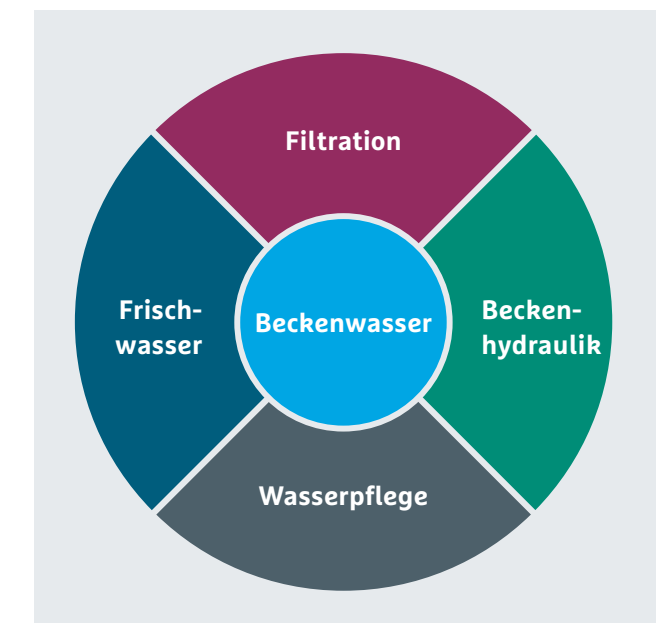 Filtration
Frisch-
wasser
Beckenwasser
Becken-
hydraulik
Wasserpflege